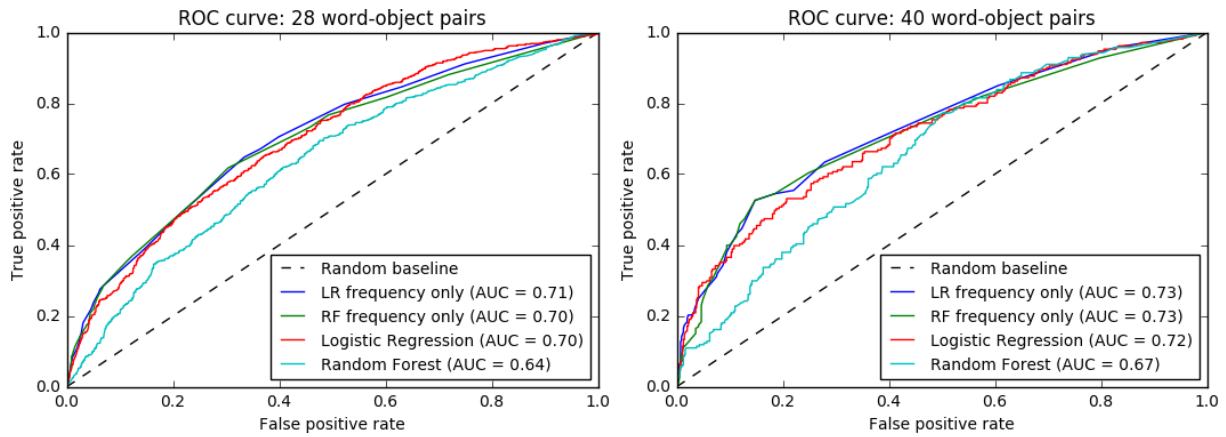 ROC curve: 28 word-object pairs
1.0
0.8
0.6
0.4
0.2
0.0
True positive rate
Random baseline
LR frequency only (AUC = 0.71)
RF frequency only (AUC = 0.70)
Logistic Regression (AUC = 0.70)
Random Forest (AUC = 0.64)
0.0 0.2 0.4 0.6 0.8 1.0
False positive rate
ROC curve: 40 word-object pairs
1.0
0.8
0.6
0.4
0.2
0.0
True positive rate
Random baseline
LR frequency only (AUC = 0.73)
RF frequency only (AUC = 0.73)
Logistic Regression (AUC = 0.72)
Random Forest (AUC = 0.67)
0.0 0.2 0.4 0.6 0.8 1.0
False positive rate